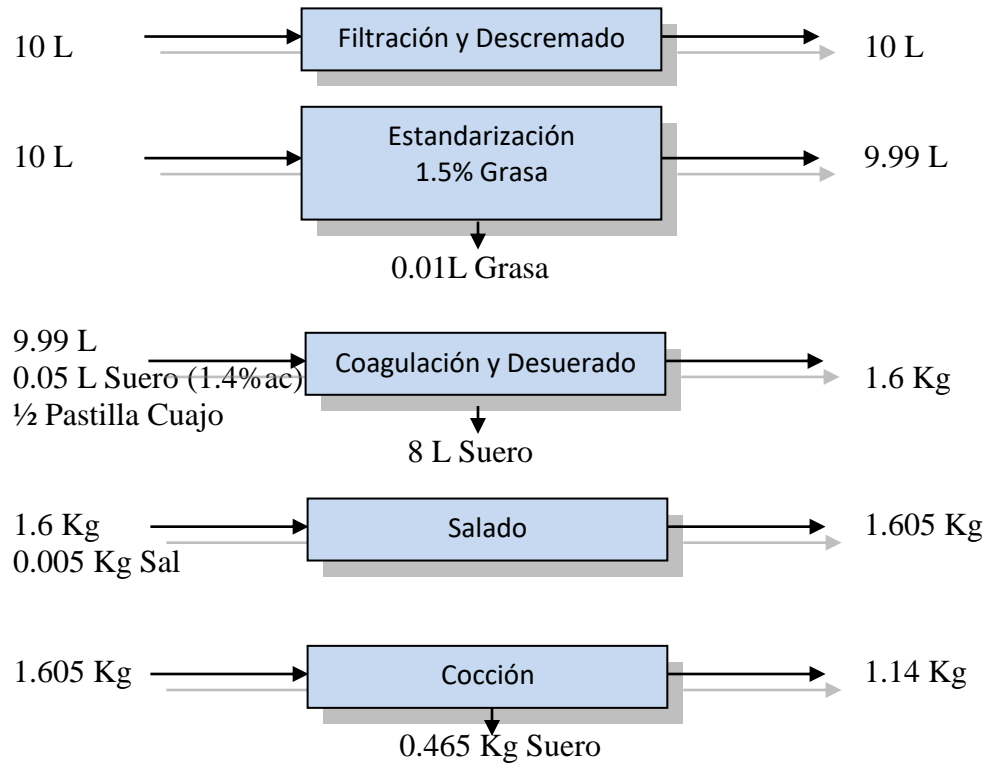 10 L
Filtración y Descremado
10 L
10 L
Estandarización
1.5% Grasa
9.99 L
0.01L Grasa
9.99 L
0.05 L Suero (1.4%ac)
½ Pastilla Cuajo
Coagulación y Desuerado
1.6 Kg
8 L Suero
1.6 Kg
0.005 Kg Sal
Salado
1.605 Kg
1.605 Kg
Cocción
1.14 Kg
0.465 Kg Suero